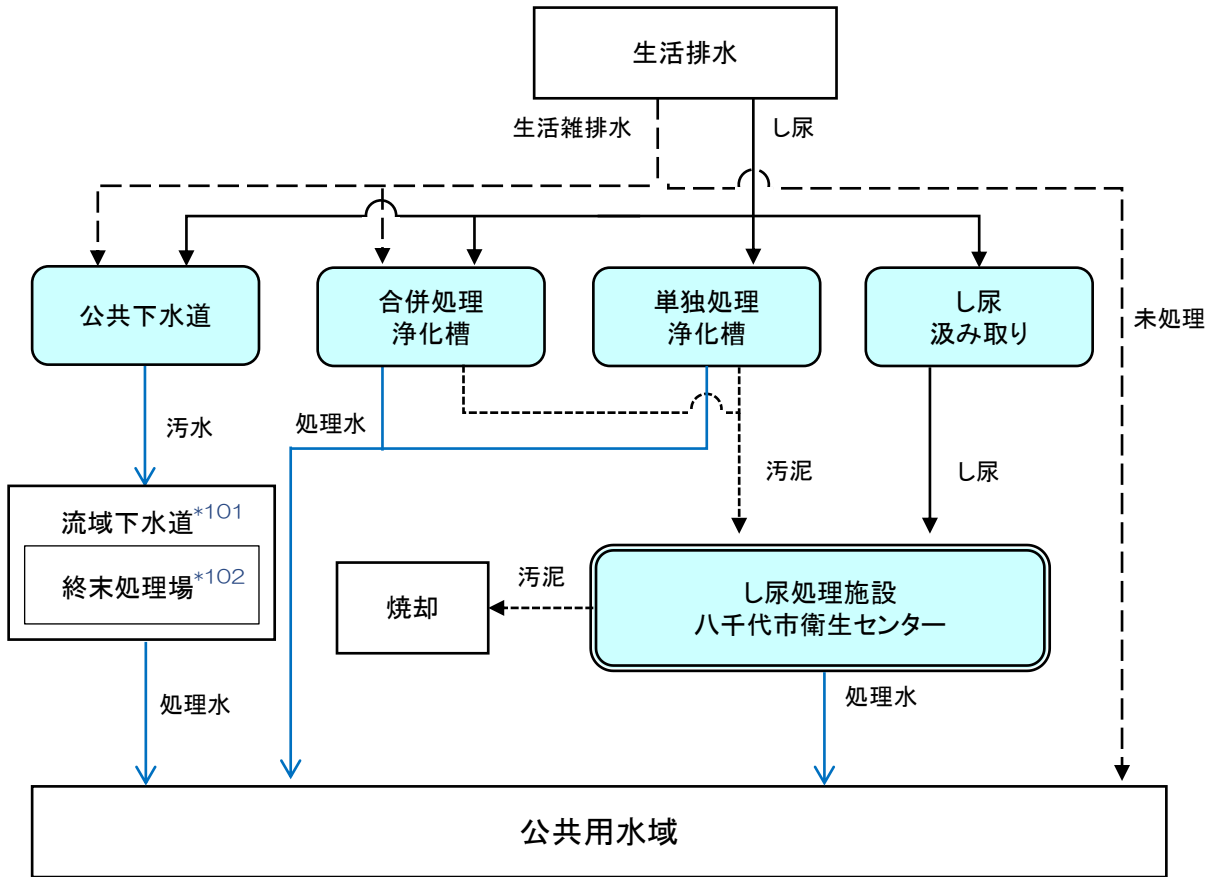 生活排水
生活雑排水
し尿
公共下水道
合併処理
浄化槽
単独処理
浄化槽
し尿
汲み取り
未処理
汚水
処理水
汚泥
し尿
流域下水道*101
終末処理場*102
焼却
汚泥
し尿処理施設
八千代市衛生センター
処理水
処理水
公共用水域